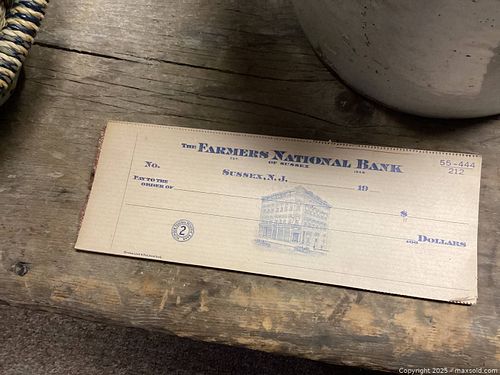 THE FARMERS NATIONAL BANK
OF SUSSEX
55-444
212
No.
SUSSEX, N.J.
19
PAY TO THE
ORDER OF
$
DOLLARS
2
Copyright © 2025 - maxsold.com